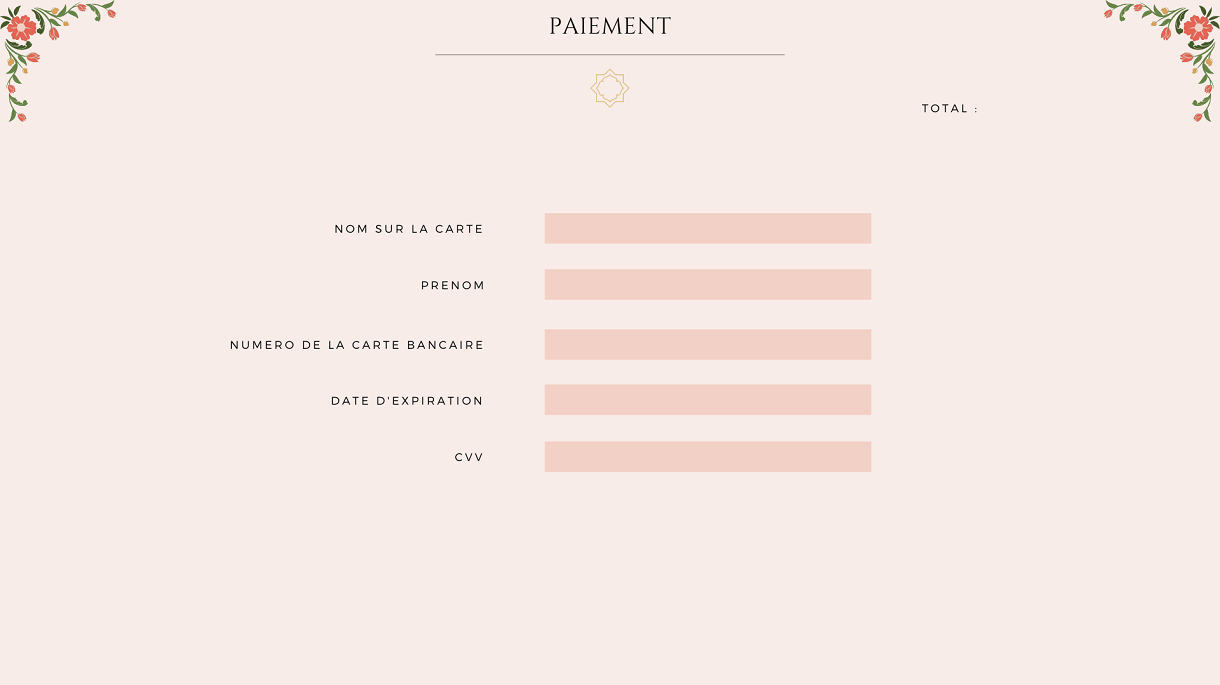 PAIEMENT
TOTAL :
NOM SUR LA CARTE
PRENOM
NUMERO DE LA CARTE BANCAIRE
DATE D'EXPIRATION
CVV